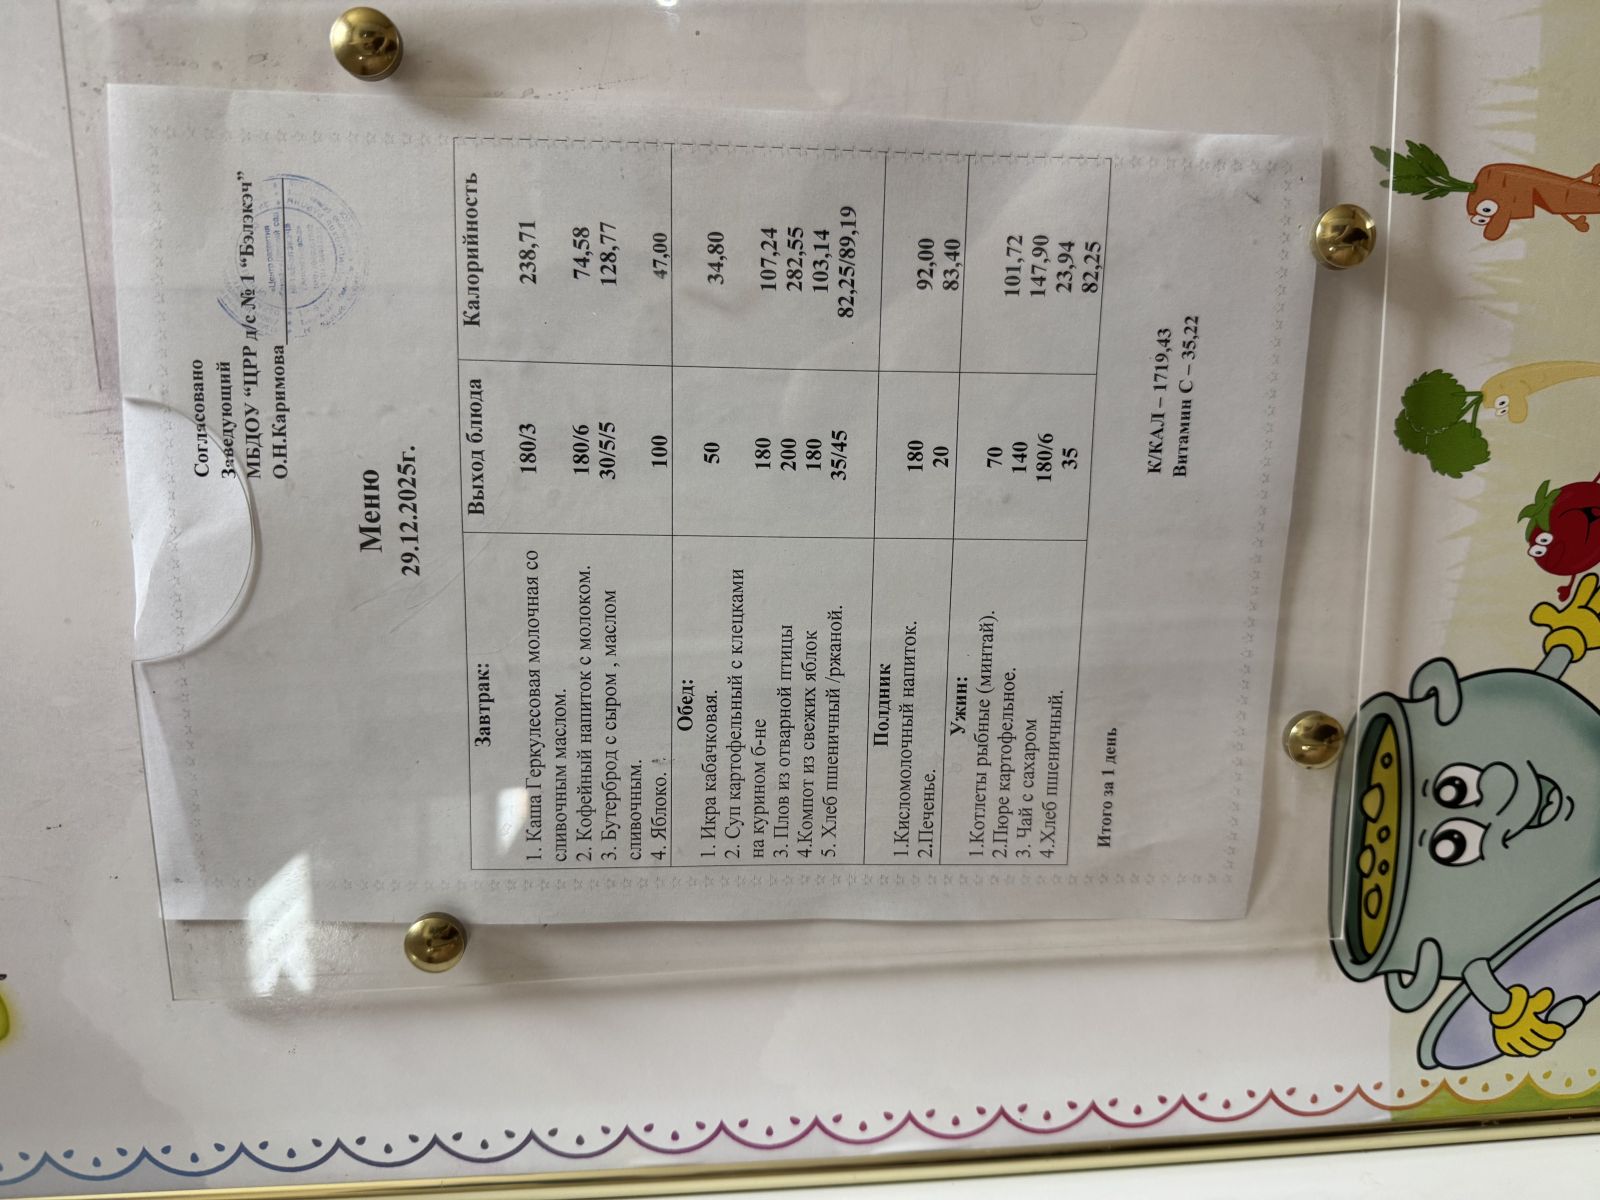 Согласовано
Заведующий
МБДОУ “ЦРР д/с № 1 “Бэлэкэч”
О.Н.Каримова
Меню
29.12.2025г.
Завтрак: Выход блюда Калорийность
1. Каша Геркулесовая молочная со 180/3 238,71
сливочным маслом.
2. Кофейный напиток с молоком. 180/6 74,58
3. Бутерброд с сыром , маслом 30/5/5 128,77
сливочным.
4. Яблоко. 100 47,00
Обед:
1. Икра кабачковая. 50 34,80
2. Суп картофельный с клецками
на курином б-не 180 107,24
3. Плов из отварной птицы 200 282,55
4.Компот из свежих яблок 180 103,14
5. Хлеб пшеничный /ржаной. 35/45 82,25/89,19
Полдник
1.Кисломолочный напиток. 180 92,00
2.Печенье. 20 83,40
Ужин:
1.Котлеты рыбные (минтай). 70 101,72
2.Пюре картофельное. 140 147,90
3. Чай с сахаром 180/6 23,94
4.Хлеб пшеничный. 35 82,25
Итого за 1 день
К/КАЛ – 1719,43
Витамин С – 35,22